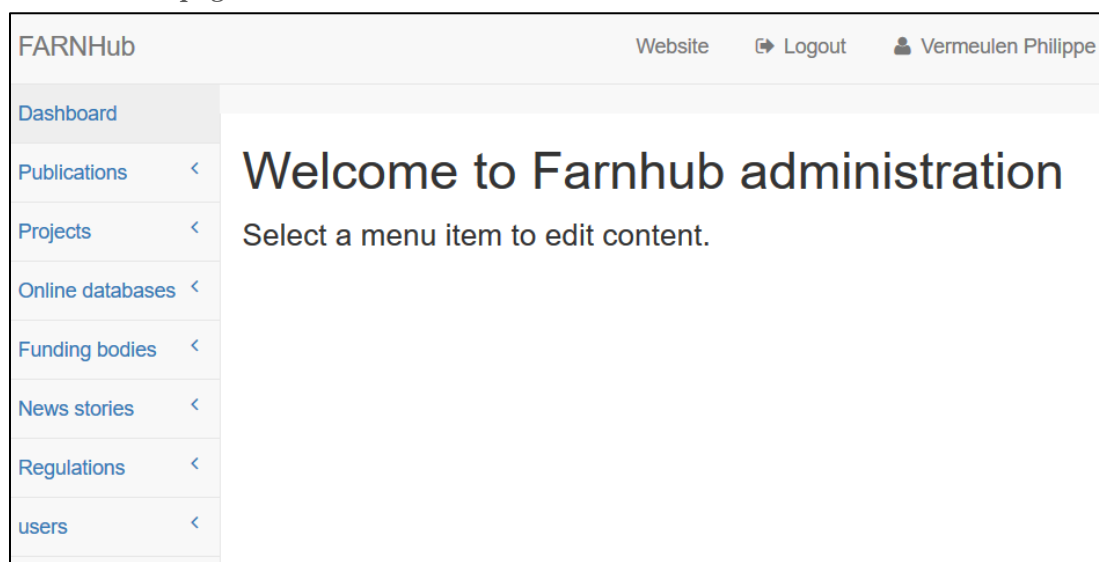 FARNHub
Website Logout Vermeulen Philippe
Dashboard
Publications
Projects
Online databases
Funding bodies
News stories
Regulations
users
Welcome to Farnhub administration
Select a menu item to edit content.